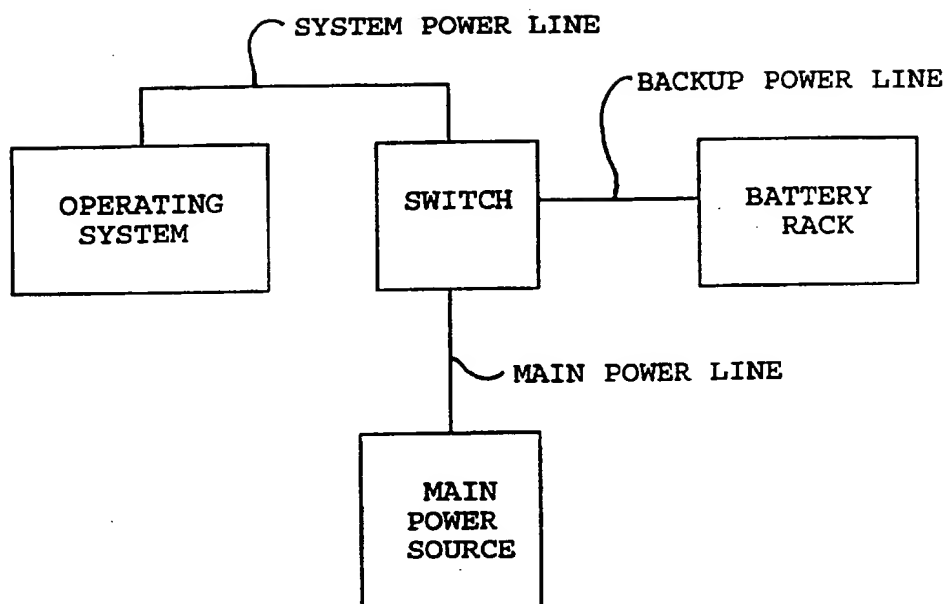 SYSTEM POWER LINE
BACKUP POWER LINE
OPERATING
SYSTEM
SWITCH
BATTERY
RACK
MAIN POWER LINE
MAIN
POWER
SOURCE